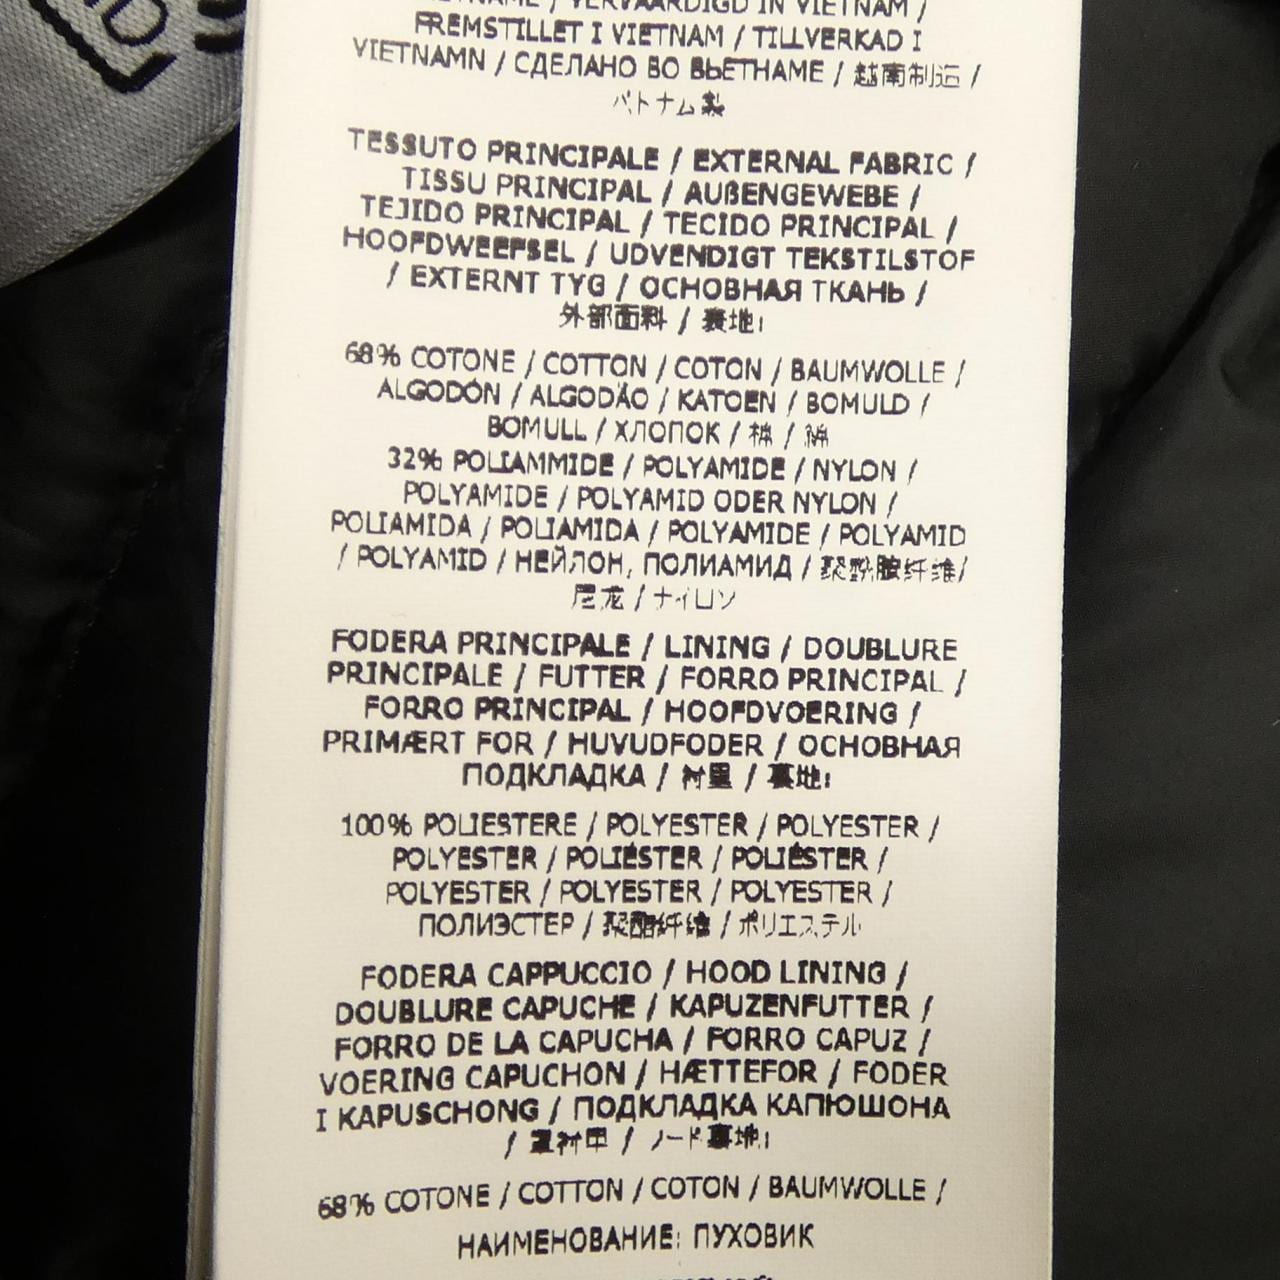 VERVAARDIGD IN VIETNAM /
FREMSTILLET I VIETNAM / TILLVERKAD I
VIETNAMN / СДЕЛАНО ВО ВЬЕТНАМЕ / 越南制造 /
バトナム製
TESSUTO PRINCIPALE / EXTERNAL FABRIC /
TISSU PRINCIPAL / AUßENGEWEBE /
TEJIDO PRINCIPAL / TECIDO PRINCIPAL /
HOOFDWEEFSEL / UDVENDIGT TEKSTILSTOF
/ EXTERNT TYG / ОСНОВНАЯ ТКАНЬ /
外部面料 / 表地:
68% COTONE / COTTON / COTON / BAUMWOLLE /
ALGODÓN / ALGODÃO / KATOEN / BOMULD /
BOMULL / ХЛОПОК / 棉 / 綿
32% POLIAMMIDE / POLYAMIDE / NYLON /
POLYAMIDE / POLYAMID ODER NYLON /
POLIAMIDA / POLIAMIDA / POLYAMIDE / POLYAMID
/ POLYAMID / НЕЙЛОН, ПОЛИАМИД / 聚酰胺纤维/
尼龙 / ナイロン
FODERA PRINCIPALE / LINING / DOUBLURE
PRINCIPALE / FUTTER / FORRO PRINCIPAL /
FORRO PRINCIPAL / HOOFDVOERING /
PRIMÆRT FOR / HUVUDFODER / ОСНОВНАЯ
ПОДКЛАДКА / 衬里 / 裏地:
100% POLIESTERE / POLYESTER / POLYESTER /
POLYESTER / POLIÉSTER / POLIÉSTER /
POLYESTER / POLYESTER / POLYESTER /
ПОЛИЭСТЕР / 聚酯纤维 / ポリエステル
FODERA CAPPUCCIO / HOOD LINING /
DOUBLURE CAPUCHE / KAPUZENFUTTER /
FORRO DE LA CAPUCHA / FORRO CAPUZ /
VOERING CAPUCHON / HÆTTEFOR / FODER
I KAPUSCHONG / ПОДКЛАДКА КАПЮШОНА
/ / ノード裏地:
68% COTONE / COTTON / COTON / BAUMWOLLE /
НАИМЕНОВАНИЕ: ПУХОВИК